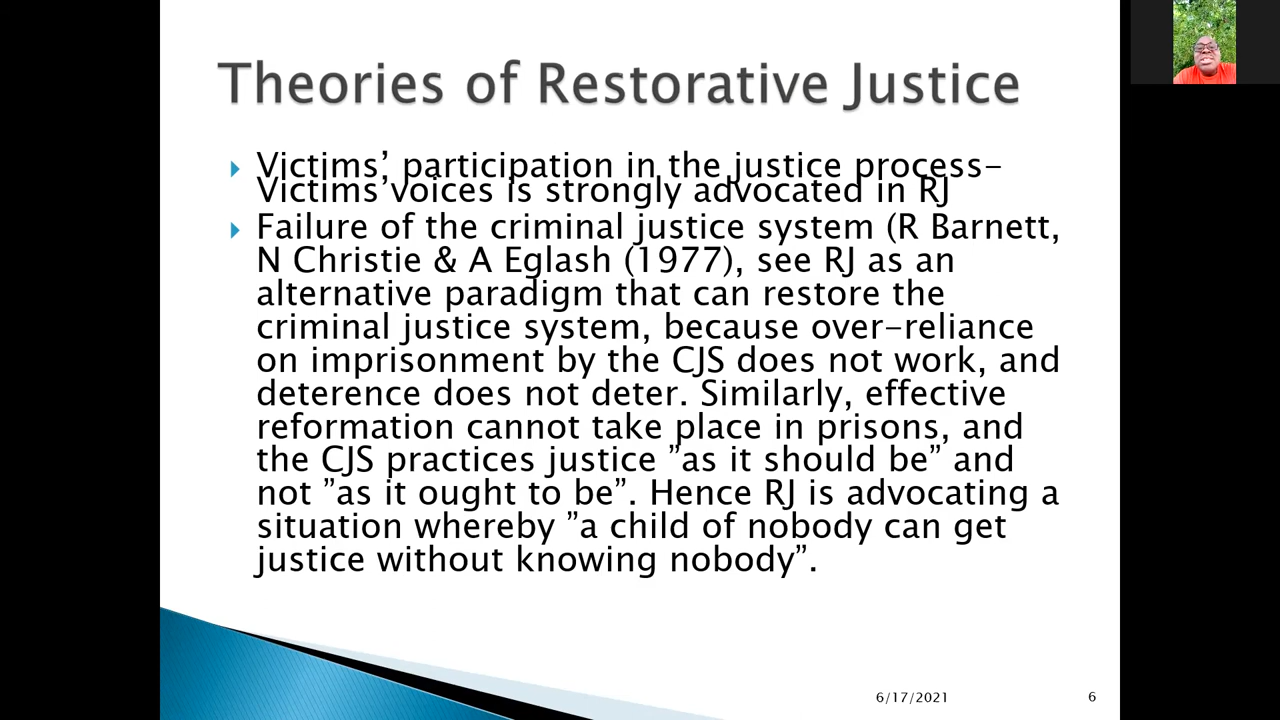 Theories of Restorative Justice
Victims’, participation in the justice process-
Victims’voices is strongly advocated in RJ
Failure of the criminal justice system (R Barnett,
N Christie & A Eglash (1977), see RJ as an
alternative paradigm that can restore the
criminal justice system, because over-reliance
on imprisonment by the CJS does not work, and
deterence does not deter. Similarly, effective
reformation cannot take place in prisons, and
the CJS practices justice ”as it should be” and
not ”as it ought to be”. Hence RJ is advocating a
situation whereby ”a child of nobody can get
justice without knowing nobody”.
6/17/2021
6